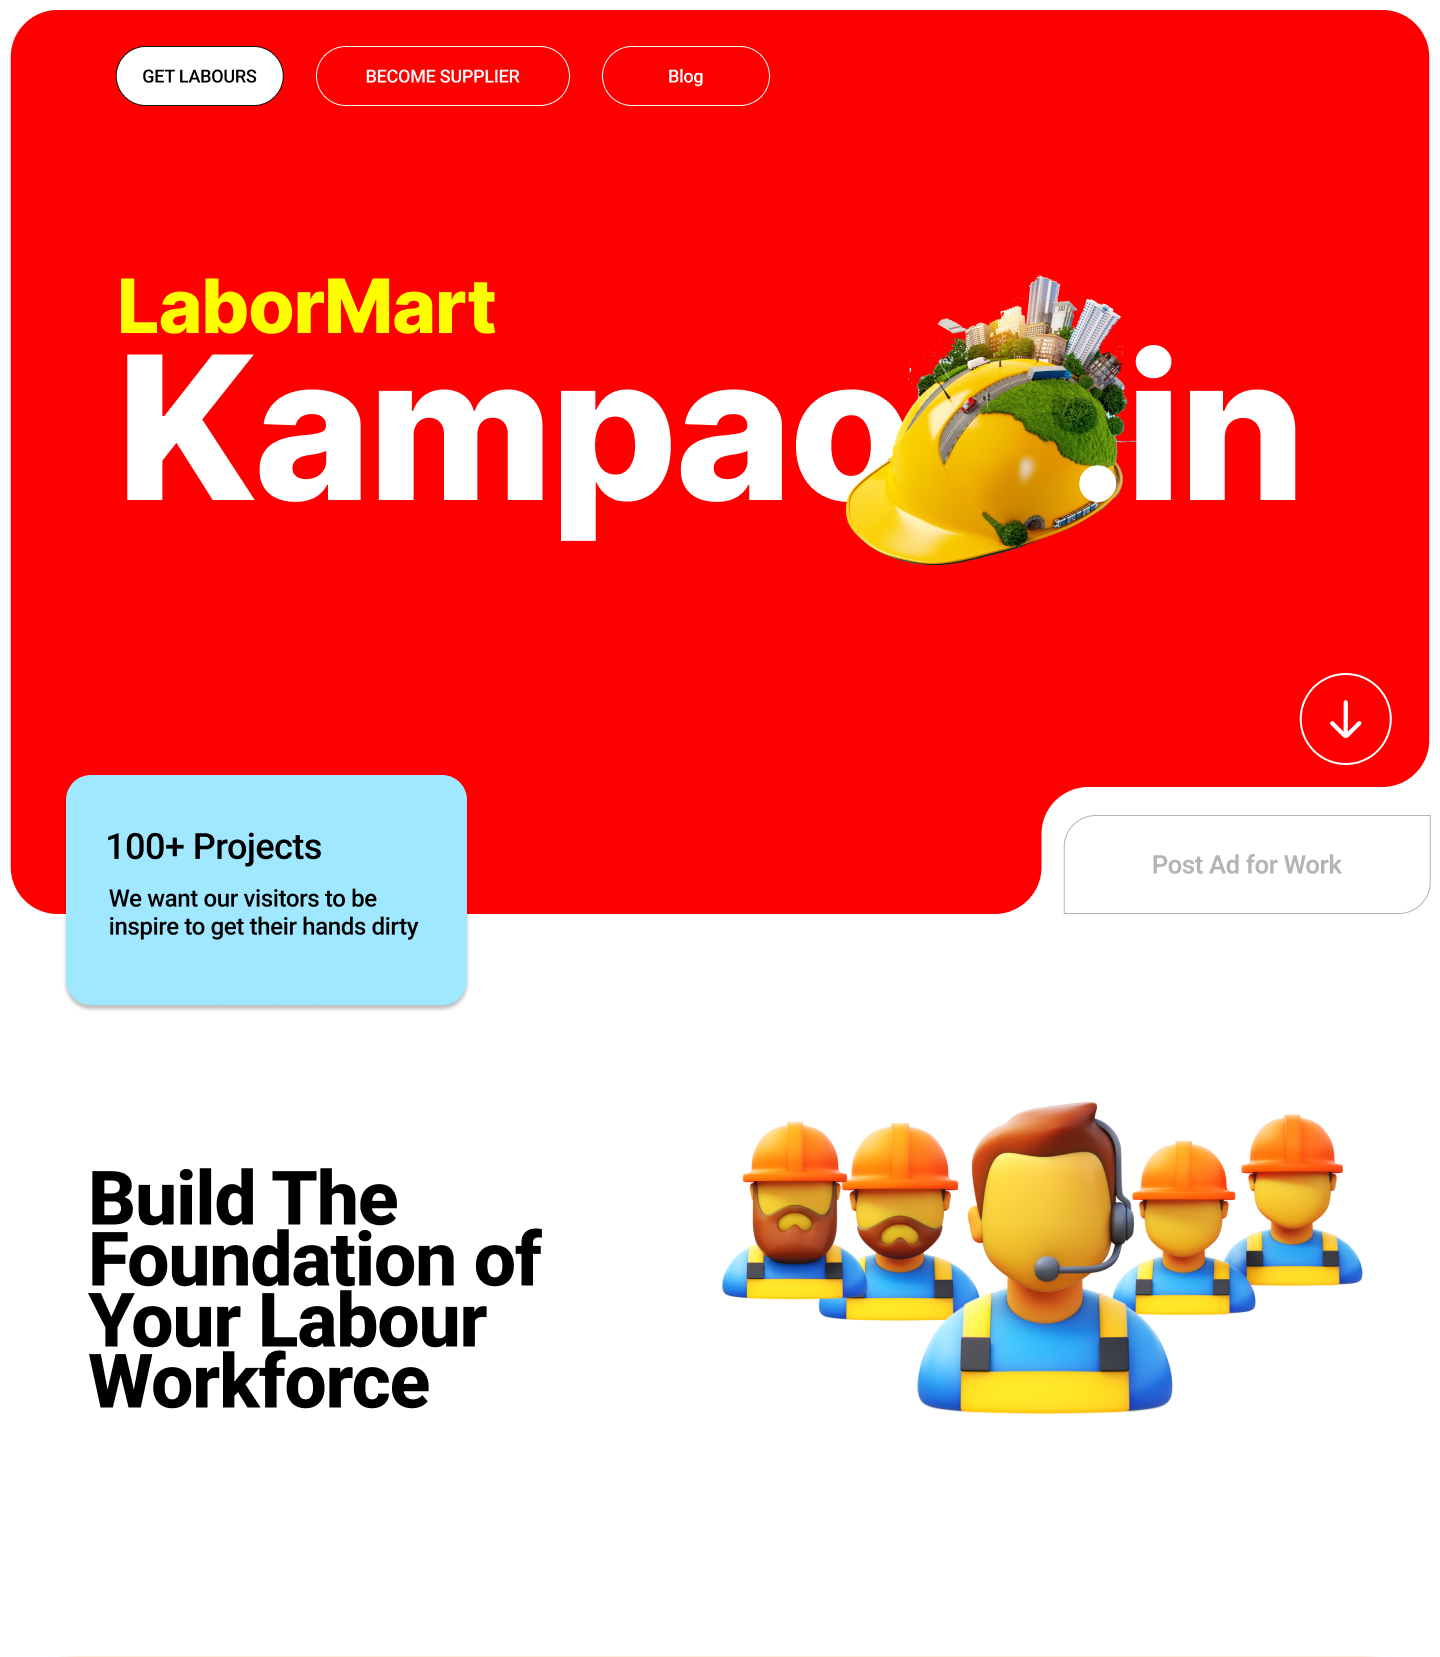 GET LABOURS
BECOME SUPPLIER
Blog
LaborMart
Kampao.in
100+ Projects
We want our visitors to be
inspire to get their hands dirty
Post Ad for Work
Build The
Foundation of
Your Labour
Workforce